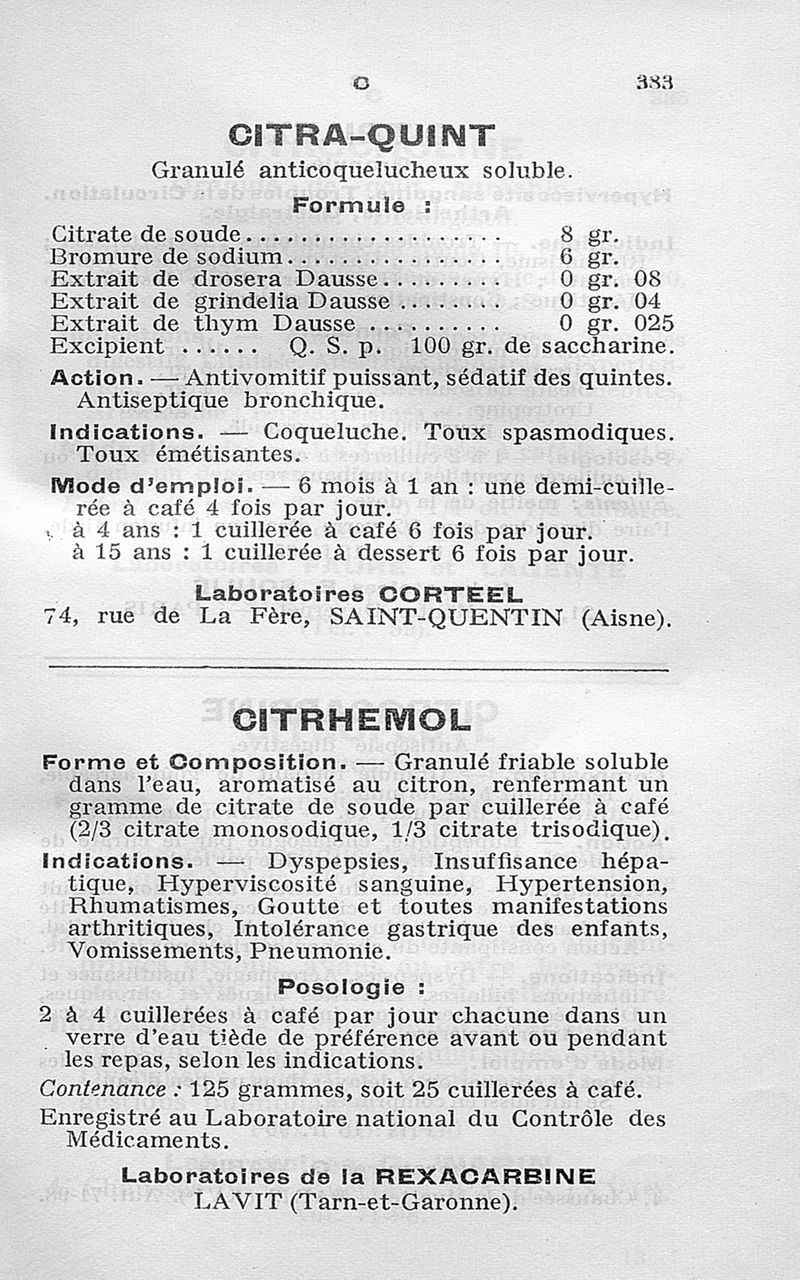 C 383
CITRA-QUINT
Granulé anticoquelucheux soluble.
Formule :
Citrate de soude. . . . . . . . . . . . . . . . . . 8 gr.
Bromure de sodium. . . . . . . . . . . . . . . 6 gr.
Extrait de drosera Dausse. . . . . . . . . 0 gr. 08
Extrait de grindelia Dausse . . . . . . . . 0 gr. 04
Extrait de thym Dausse . . . . . . . . . . 0 gr. 025
Excipient . . . . . . Q. S. p. 100 gr. de saccharine.
Action. — Antivomitif puissant, sédatif des quintes.
Antiseptique bronchique.
Indications. — Coqueluche. Toux spasmodiques.
Toux émétisantes.
Mode d'emploi. — 6 mois à 1 an : une demi-cuille-
rée à café 4 fois par jour.
à 4 ans : 1 cuillerée à café 6 fois par jour.
à 15 ans : 1 cuillerée à dessert 6 fois par jour.
Laboratoires CORTEEL
74, rue de La Fère, SAINT-QUENTIN (Aisne).
CITRHEMOL
Forme et Composition. — Granulé friable soluble
dans l'eau, aromatisé au citron, renfermant un
gramme de citrate de soude par cuillerée à café
(2/3 citrate monosodique, 1/3 citrate trisodique).
Indications. — Dyspepsies, Insuffisance hépa-
tique, Hyperviscosité sanguine, Hypertension,
Rhumatismes, Goutte et toutes manifestations
arthritiques, Intolérance gastrique des enfants,
Vomissements, Pneumonie.
Posologie :
2 à 4 cuillerées à café par jour chacune dans un
verre d'eau tiède de préférence avant ou pendant
les repas, selon les indications.
Contenance : 125 grammes, soit 25 cuillerées à café.
Enregistré au Laboratoire national du Contrôle des
Médicaments.
Laboratoires de la REXACARBINE
LAVIT (Tarn-et-Garonne).